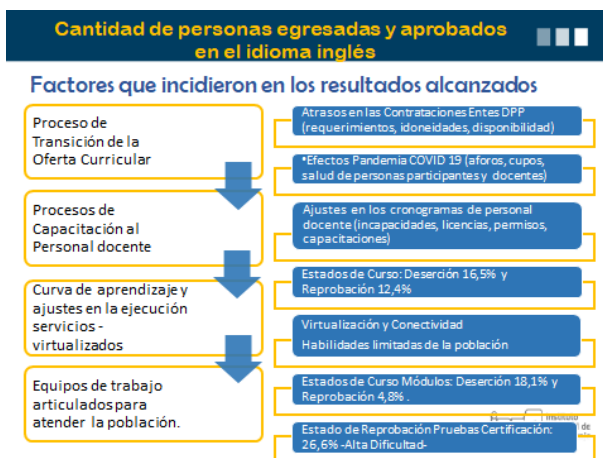 Cantidad de personas egresadas y aprobados
en el idioma inglés
Factores que incidieron en los resultados alcanzados
Proceso de
Transición de la
Oferta Curricular
Procesos de
Capacitación al
Personal docente
Curva de aprendizaje y
ajustes en la ejecución
servicios -
virtualizados
Equipos de trabajo
articulados para
atender la población.
Atrasos en las Contrataciones Entes DPP
(requerimientos, idoneidades, disponibilidad)
•Efectos Pandemia COVID 19 (aforos, cupos,
salud de personas participantes y docentes)
Ajustes en los cronogramas de personal
docente (incapacidades, licencias, permisos,
capacitaciones)
Estados de Curso: Deserción 16,5% y
Reprobación 12,4%
Virtualización y Conectividad
Habilidades limitadas de la población
Estados de Curso Módulos: Deserción 18,1% y
Reprobación 4,8% .
Estado de Reprobación Pruebas Certificación:
26,6% -Alta Dificultad-